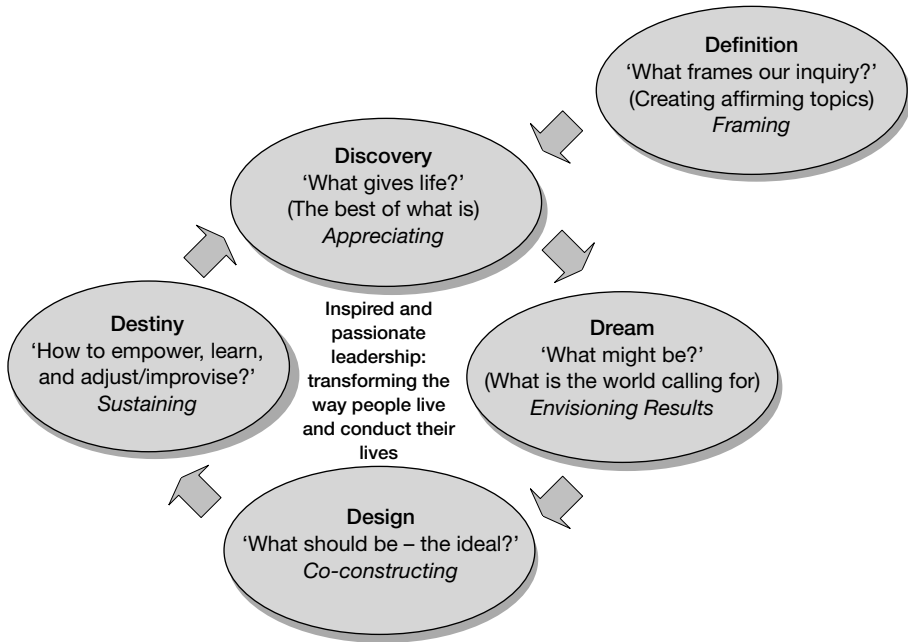 Definition
‘What frames our inquiry?’
(Creating affirming topics)
Framing
Discovery
‘What gives life?’
(The best of what is)
Appreciating
Destiny
‘How to empower, learn,
and adjust/improvise?’
Sustaining
Inspired and
passionate
leadership:
transforming the
way people live
and conduct their
lives
Dream
‘What might be?’
(What is the world calling for)
Envisioning Results
Design
‘What should be – the ideal?’
Co-constructing